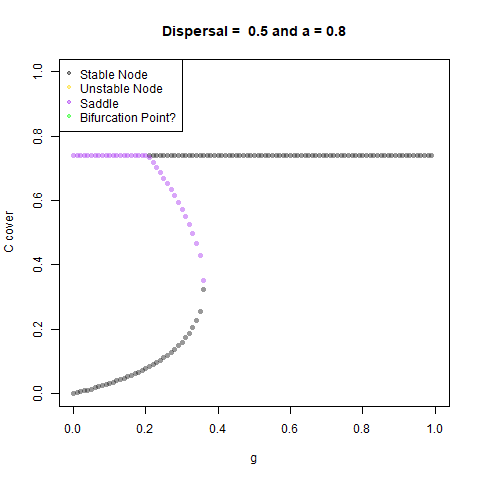 Dispersal =  0.5 and a = 0.8
Stable Node
Unstable Node
Saddle
Bifurcation Point?
C cover
1.0
0.8
0.6
0.4
0.2
0.0
0.0 0.2 0.4 0.6 0.8 1.0
g